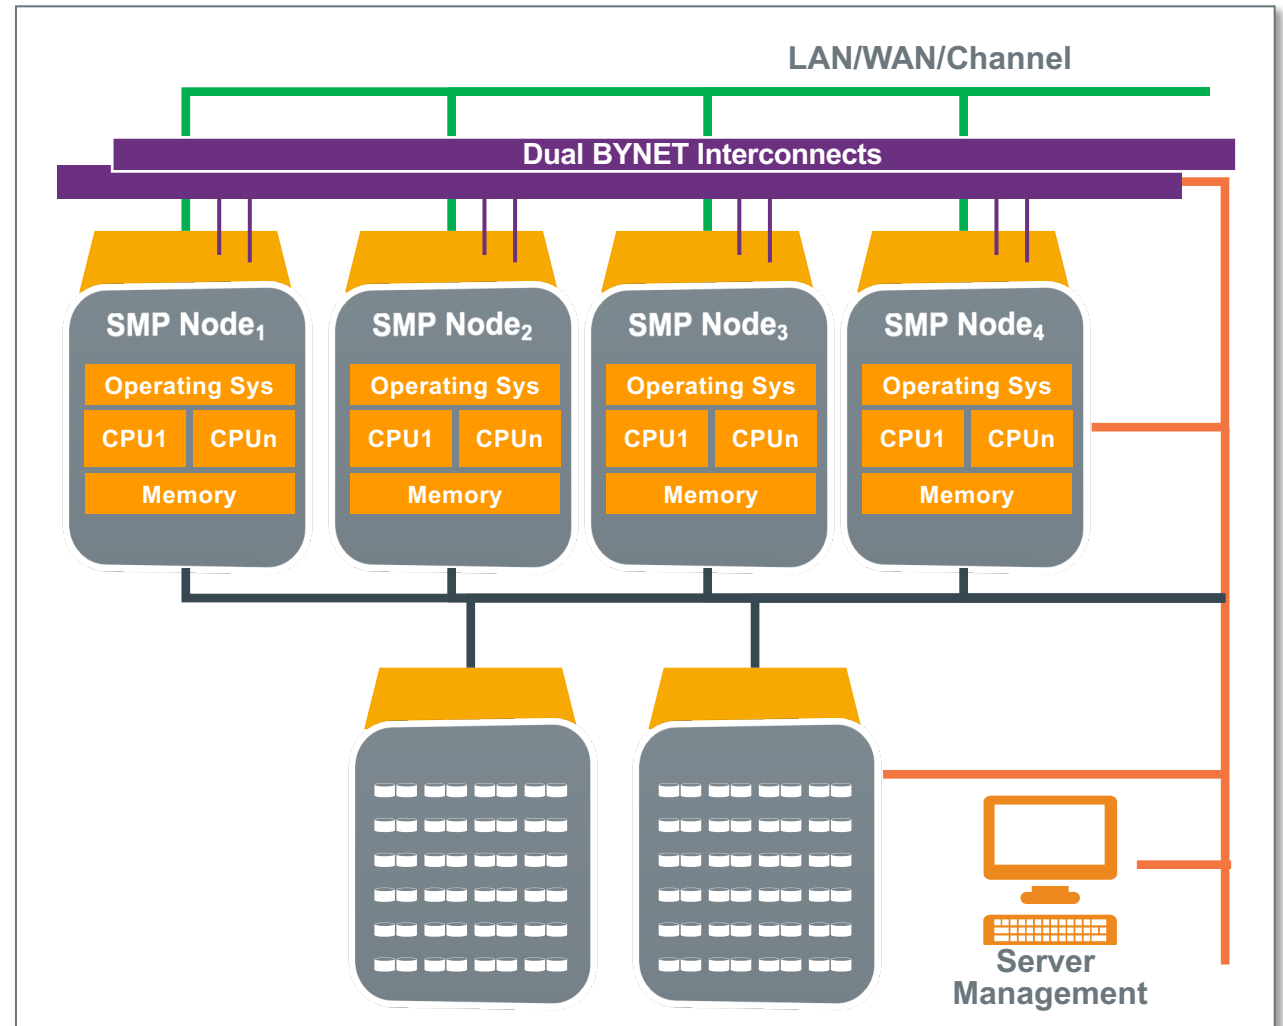 LAN/WAN/Channel
Dual BYNET Interconnects
SMP Node₁
Operating Sys
CPU1 CPUn
Memory
SMP Node₂
Operating Sys
CPU1 CPUn
Memory
SMP Node₃
Operating Sys
CPU1 CPUn
Memory
SMP Node₄
Operating Sys
CPU1 CPUn
Memory
Server
Management